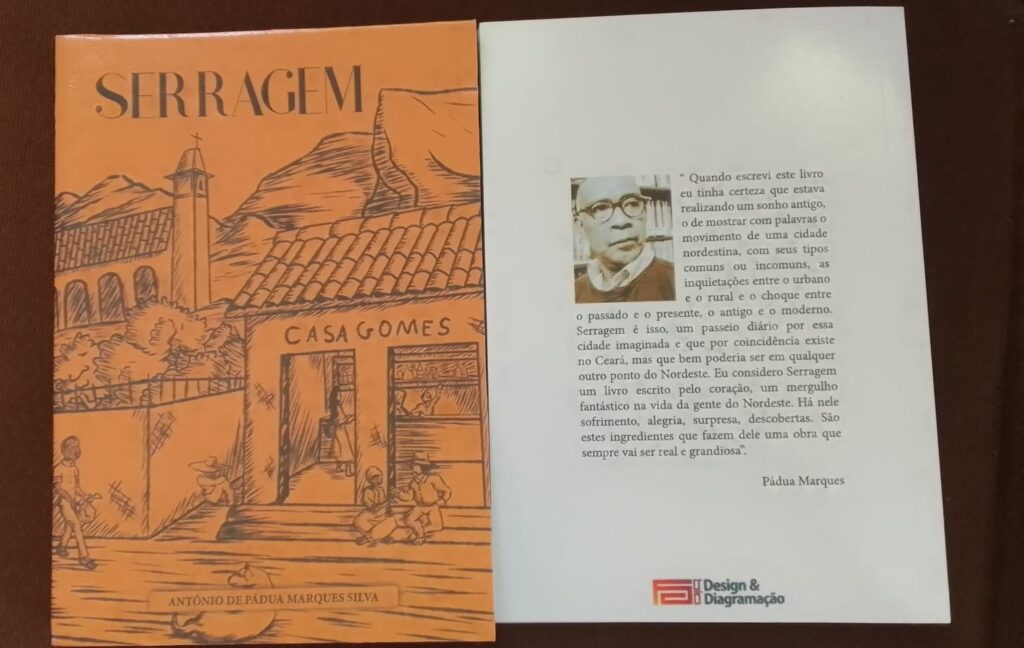 SERRAGEM
CASA GOMES
ANTÔNIO DE PÁDUA MARQUES SILVA
“ Quando escrevi este livro
eu tinha certeza que estava
realizando um sonho antigo,
o de mostrar com palavras o
movimento de uma cidade
nordestina, com seus tipos
comuns ou incomuns, as
inquietações entre o urbano
e o rural e o choque entre
o passado e o presente, o antigo e o moderno.
Serragem é isso, um passeio diário por essa
cidade imaginada e que por coincidência existe
no Ceará, mas que bem poderia ser em qualquer
outro ponto do Nordeste. Eu considero Serragem
um livro escrito pelo coração, um mergulho
fantástico na vida da gente do Nordeste. Há nele
sofrimento, alegria, surpresa, descobertas. São
estes ingredientes que fazem dele uma obra que
sempre vai ser real e grandiosa”.
Pádua Marques
Design &
Diagramação